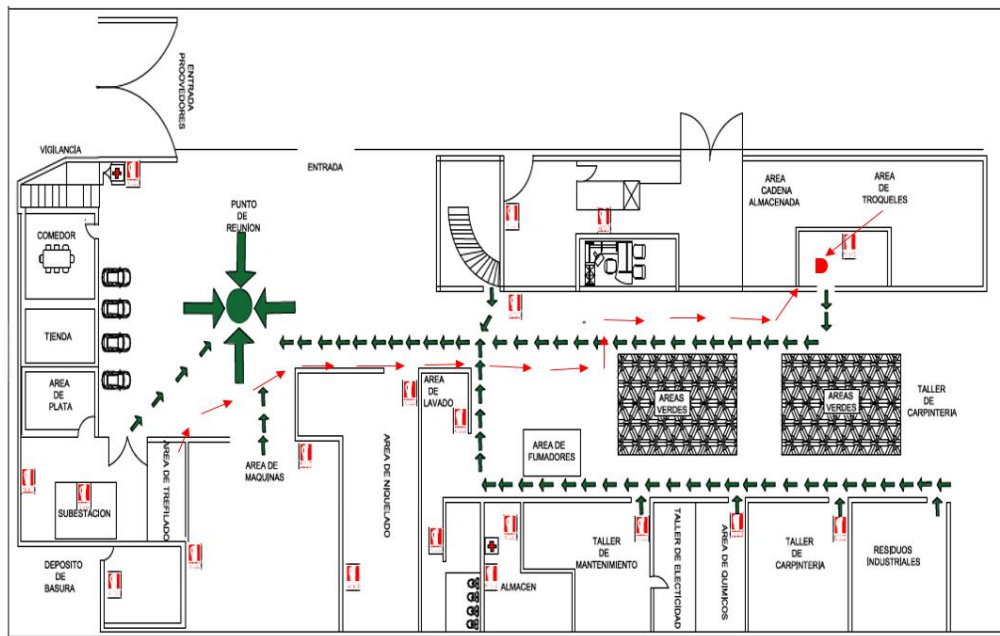 ENTRADA
PROOVEDORES
VIGILANCIA
ENTRADA
PUNTO
DE
REUNION
COMEDOR
TIENDA
AREA
DE
PLATA
AREA
CADENA
ALMACENADA
AREA
DE
TROQUELES
AREA
DE
LAVADO
AREAS
VERDES
AREAS
VERDES
TALLER
DE
CARPINTERIA
AREA DE TREFILADO
AREA DE
MAQUINAS
AREA DE NIQUELADO
AREA DE
FUMADORES
SUBESTACION
DEPOSITO
DE
BASURA
ALMACEN
TALLER
DE
MANTENIMIENTO
TALLER DE ELECTICIDAD
AREA DE QUIMICOS
TALLER
DE
CARPINTERIA
RESIDUOS
INDUSTRIALES